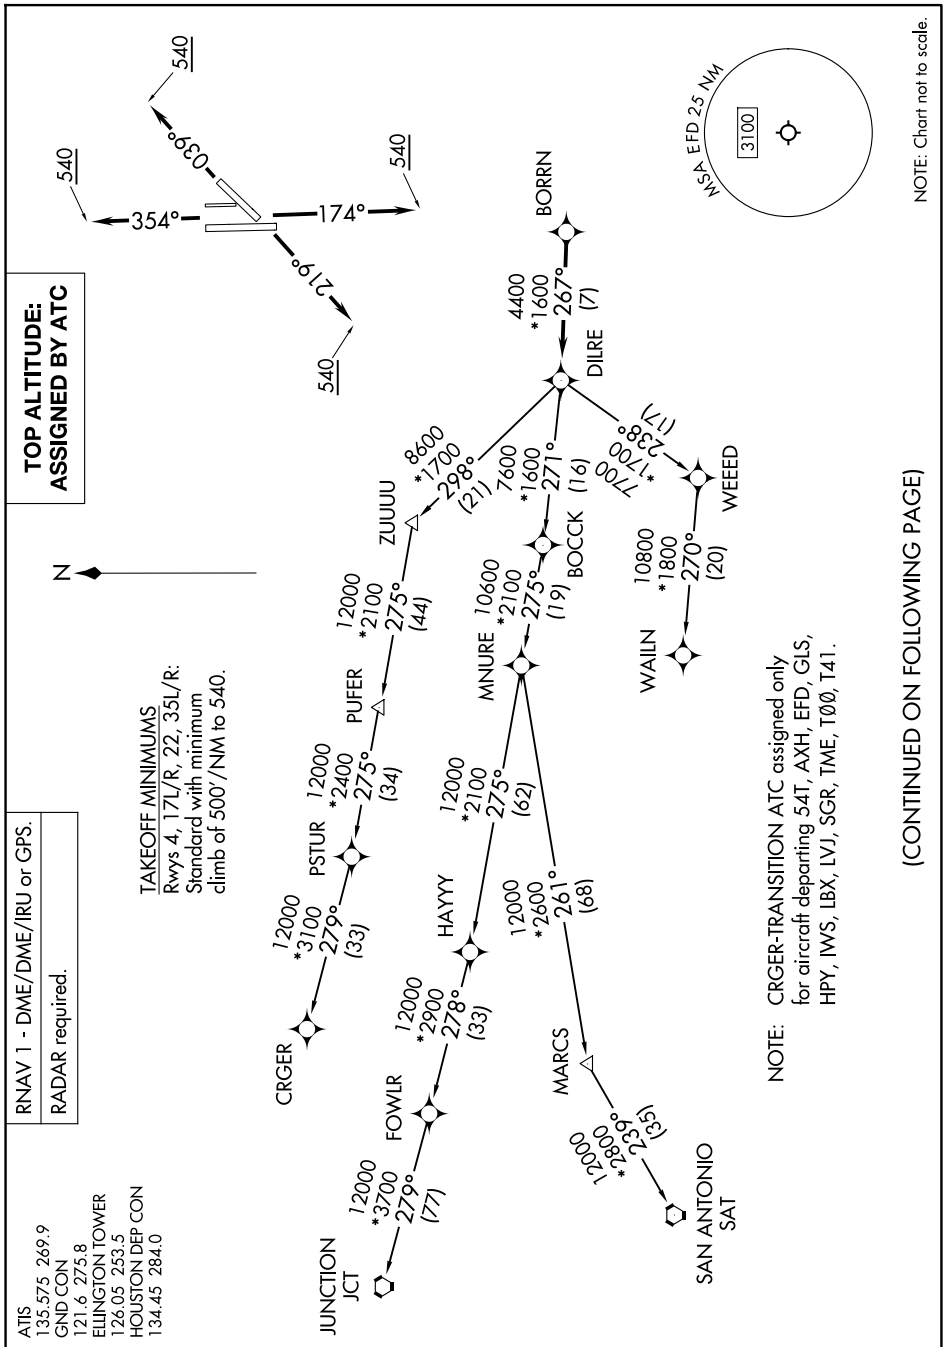 ATIS
135.575 269.9
GND CON
121.6 275.8
ELLINGTON TOWER
126.05 253.5
HOUSTON DEP CON
134.45 284.0
RNAV 1 - DME/DME/IRU or GPS.
RADAR required.
TAKEOFF MINIMUMS
Rwys 4, 17L/R, 22, 35L/R:
Standard with minimum
climb of 500'/NM to 540.
N
TOP ALTITUDE:
ASSIGNED BY ATC
540
354°
540
039°
540
174°
540
219°
MSA EFD 25 NM
3100
NOTE: Chart not to scale.
BORRN
4400
*1600
267°
(7)
DILRE
8600
*1700
298°
(21)
ZUUUU
12000
*2100
275°
(44)
PUFER
12000
*2400
275°
(34)
PSTUR
12000
*3100
279°
(33)
CRGER
7600
*1600
271°
(16)
BOCCK
10600
*2100
275°
(19)
MNURE
12000
*2100
275°
(62)
HAYYY
12000
*2900
278°
(33)
FOWLR
12000
*3700
279°
(77)
JUNCTION
JCT
12000
*2600
261°
(68)
MARCS
12000
*2800
239°
(35)
SAN ANTONIO
SAT
7700
*1700
238°
(17)
WEEED
10800
*1800
270°
(20)
WAILN
NOTE: CRGER-TRANSITION ATC assigned only
for aircraft departing 54T, AXH, EFD, GLS,
HPY, IWS, LBX, LVJ, SGR, TME, TØØ, T41.
(CONTINUED ON FOLLOWING PAGE)